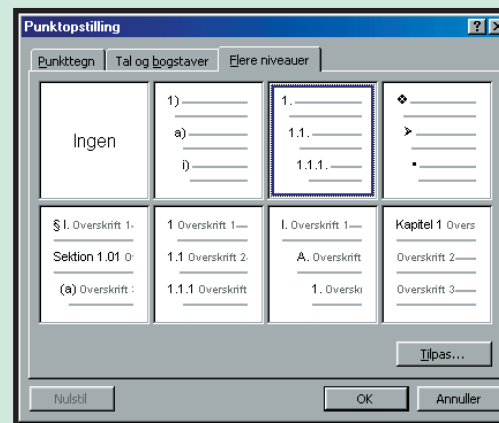 Punktopstilling
Punkttegn Tal og bogstaver Flere niveauer
Ingen
1)
a)
i)
1.
1.1.
1.1.1.
§ I. Overskrift 1
Sektion 1.01
(a) Overskrift
1 Overskrift 1
1.1 Overskrift 2
1.1.1 Overskrift
I. Overskrift 1
A. Overskrift
1. Overskr
Kapitel 1 Overs
Overskrift 2
Overskrift 3
Tilpas...
Nulstil OK Annuller